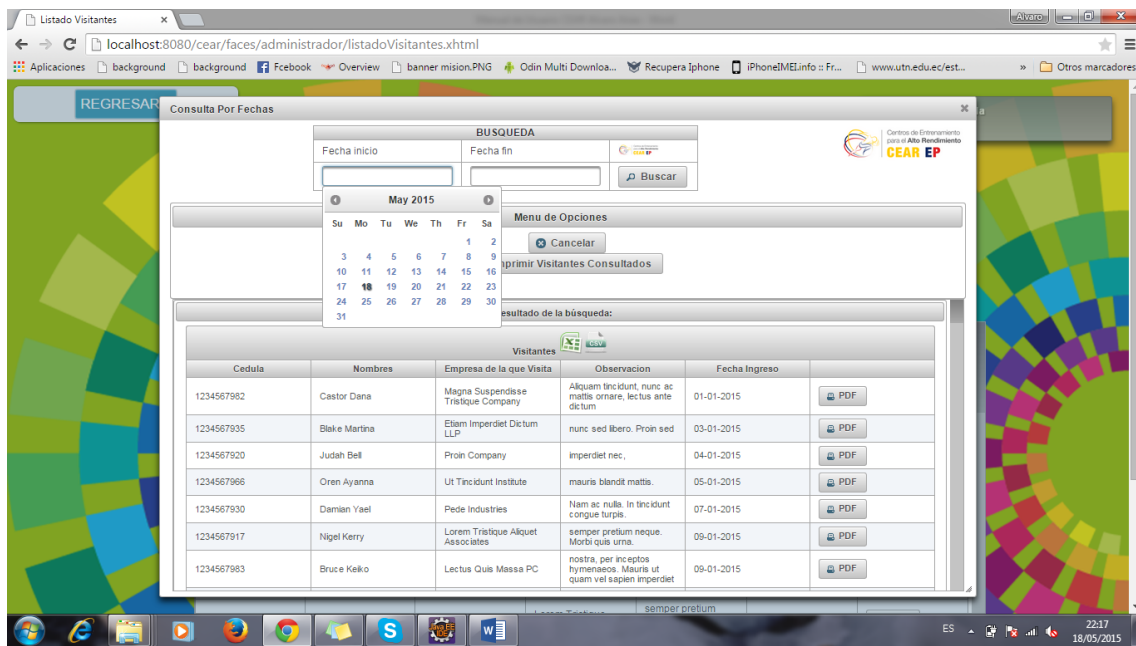 Listado Visitantes
Alvaro
localhost:8080/cear/faces/administrador/listadoVisitantes.xhtml
Aplicaciones background background Fcebook Overview banner mision.PNG Odin Multi Downloa... Recupera Iphone iPhoneIMEI.info :: Fr... www.utn.edu.ec/est... » Otros marcadores
REGRESAR
Consulta Por Fechas
BUSQUEDA
Fecha inicio Fecha fin
Buscar
Centros de Entrenamiento
para el Alto Rendimiento
CEAR EP
May 2015
Su Mo Tu We Th Fr Sa
1 2
3 4 5 6 7 8 9
10 11 12 13 14 15 16
17 18 19 20 21 22 23
24 25 26 27 28 29 30
31
Menu de Opciones
Cancelar
Visitantes Consultados
de la búsqueda:
Visitantes
CSV
Cedula Nombres Empresa de la que Visita Observacion Fecha Ingreso
1234567982 Castor Dana Magna Suspendisse Tristique Company Aliquam tincidunt, nunc ac mattis ornare, lectus ante dictum 01-01-2015 PDF
1234567935 Blake Martina Etiam Imperdiet Dictum LLP nunc sed libero. Proin sed 03-01-2015 PDF
1234567920 Judah Bell Proin Company imperdiet nec, 04-01-2015 PDF
1234567966 Oren Ayanna Ut Tincidunt Institute mauris blandit mattis. 05-01-2015 PDF
1234567930 Damian Yael Pede Industries Nam ac nulla. In tincidunt congue turpis. 07-01-2015 PDF
1234567917 Nigel Kerry Lorem Tristique Aliquet Associates semper pretium neque. Morbi quis urna. 09-01-2015 PDF
1234567983 Bruce Keiko Lectus Quis Massa PC nostra, per inceptos hymenaeos. Mauris ut quam vel sapien imperdiet 09-01-2015 PDF
semper pretium
ES
22:17
18/05/2015